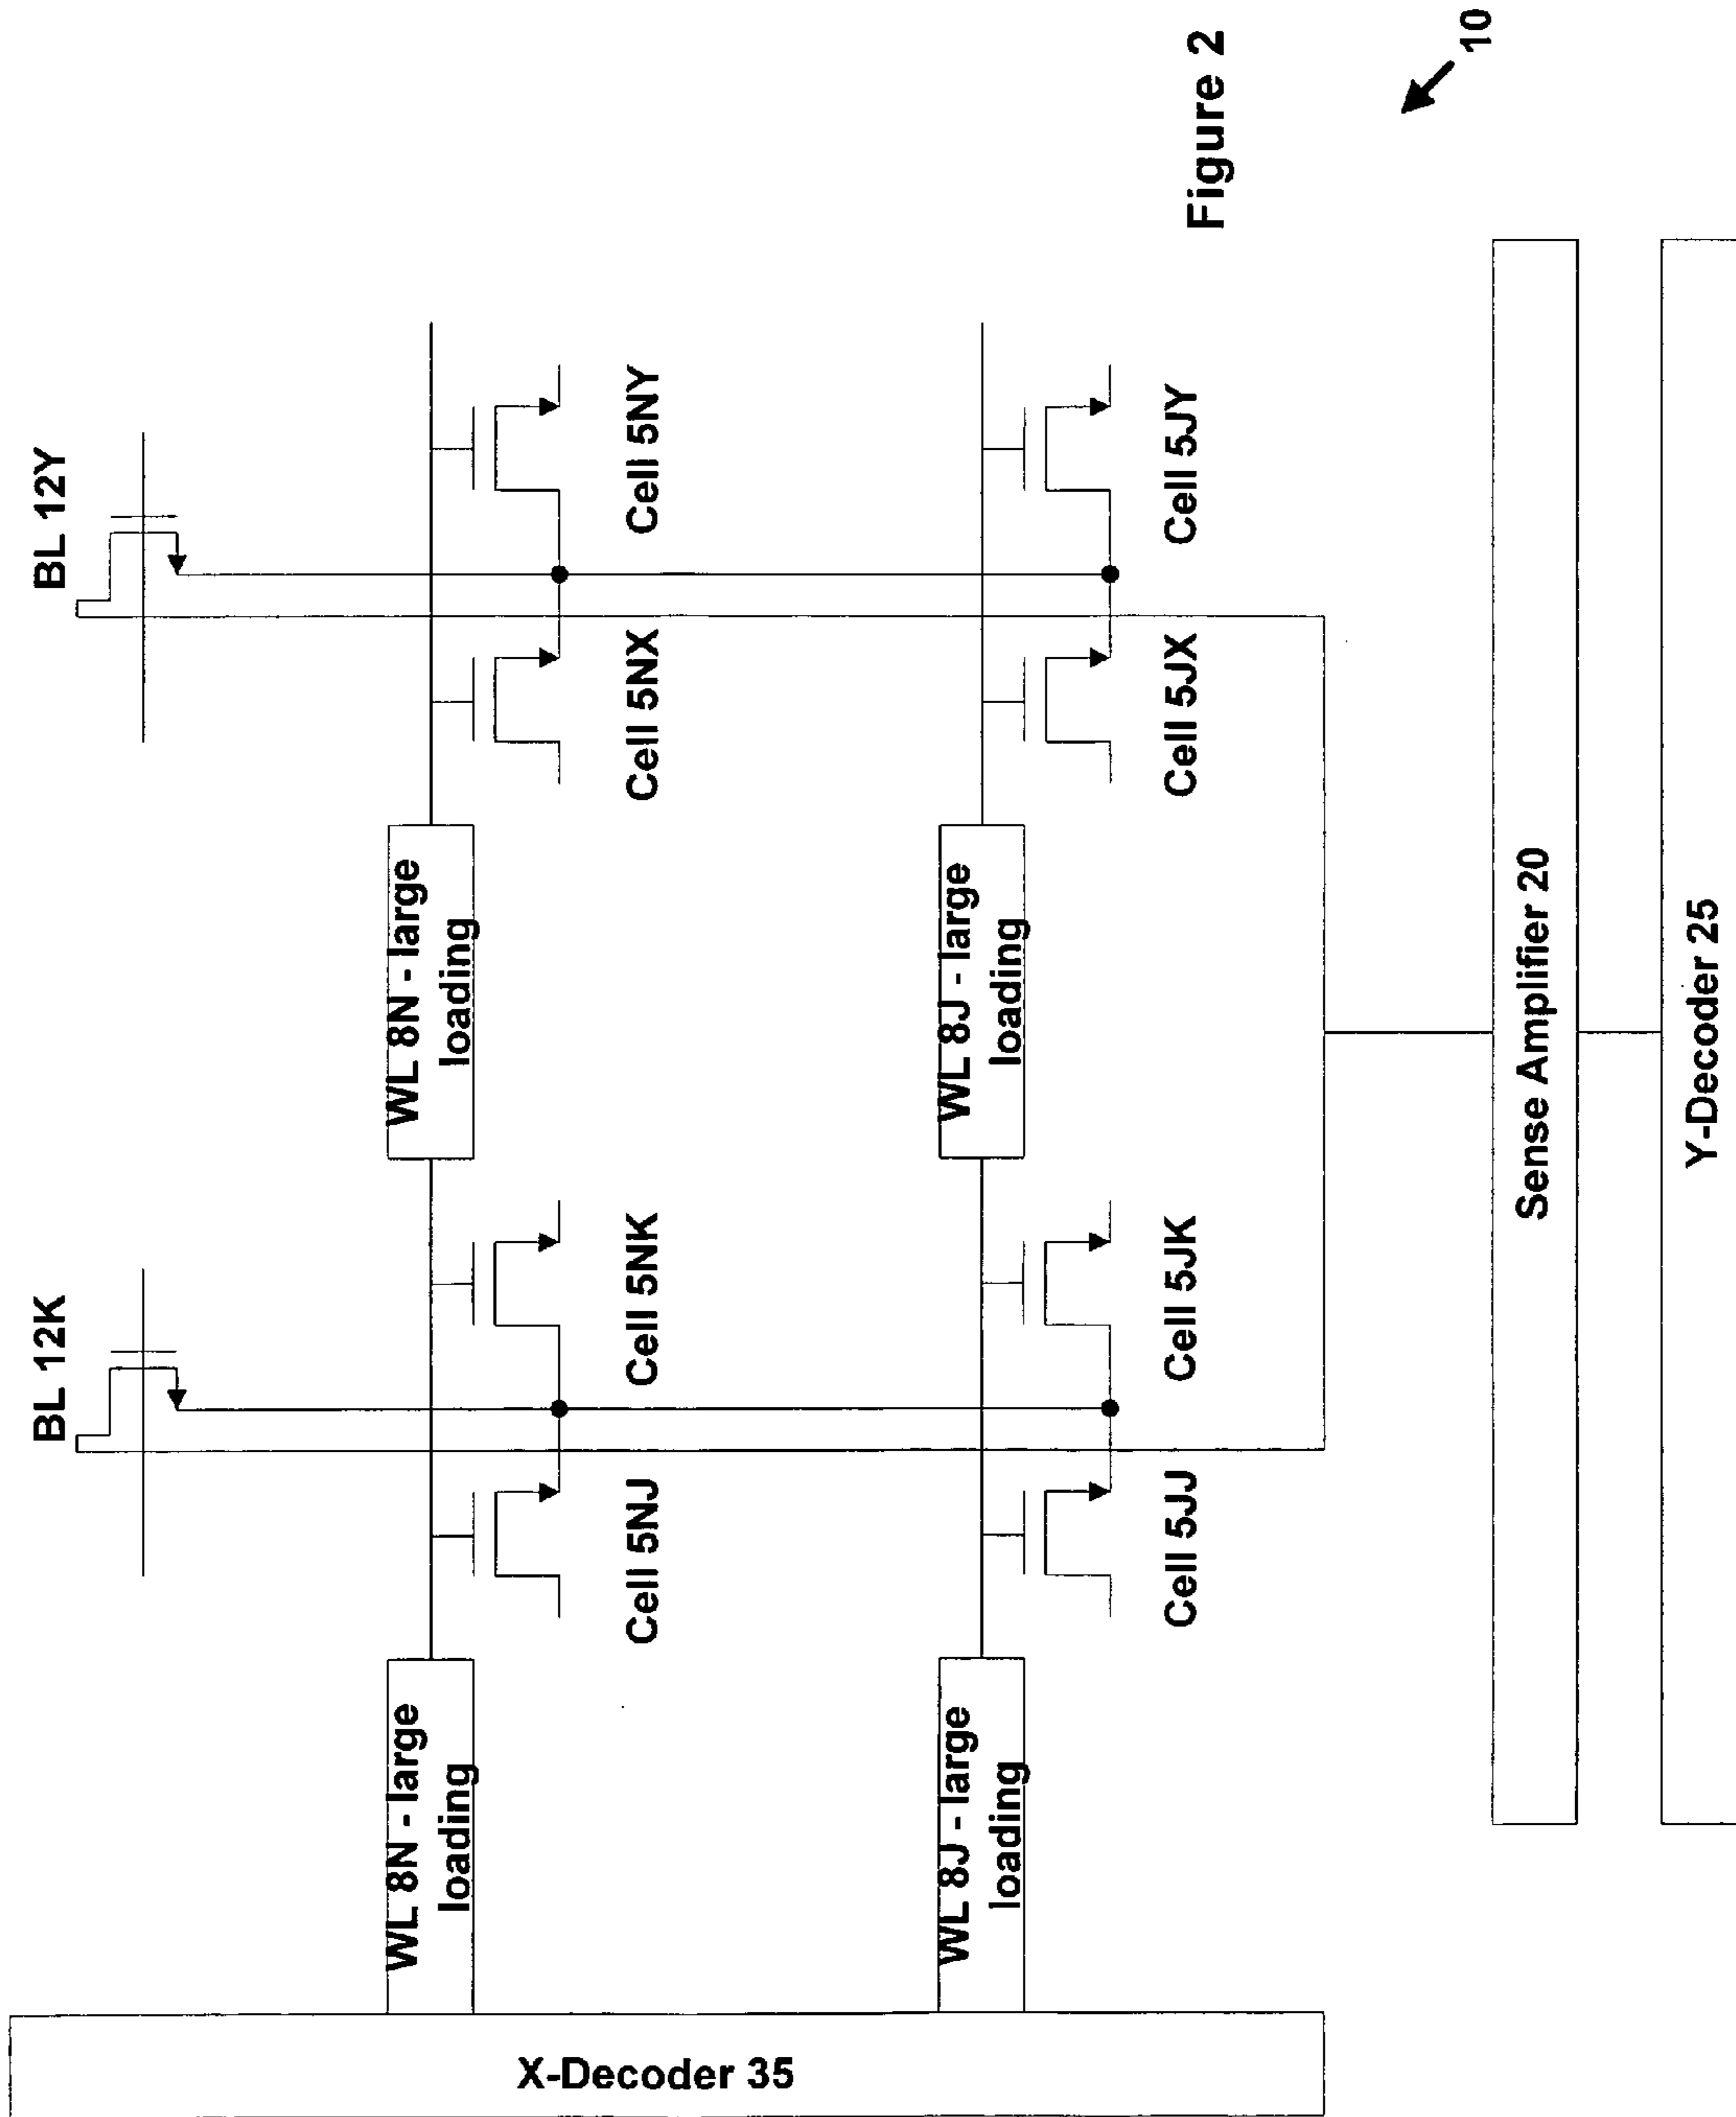 BL 12K
BL 12Y
WL 8N - large
loading
WL 8N - large
loading
Cell 5NJ
Cell 5NK
Cell 5NX
Cell 5NY
WL 8J - large
loading
WL 8J - large
loading
Cell 5JJ
Cell 5JK
Cell 5JX
Cell 5JY
X-Decoder 35
Figure 2
10
Sense Amplifier 20
Y-Decoder 25